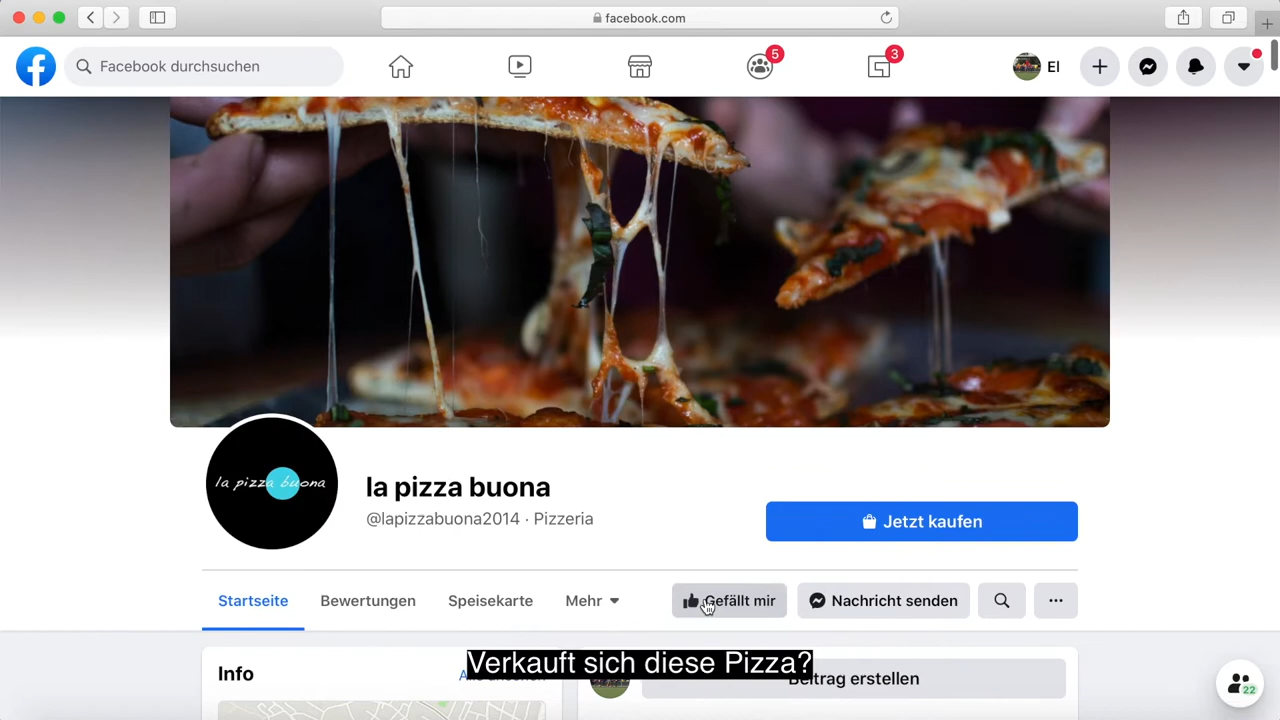 facebook.com
Facebook durchsuchen
5
3
El
la pizza buona
la pizza buona
@lapizzabuona2014 · Pizzeria
Jetzt kaufen
Startseite
Bewertungen
Speisekarte
Mehr
Gefällt mir
Nachricht senden
Info
Verkauft sich diese Pizza?
Beitrag erstellen
22